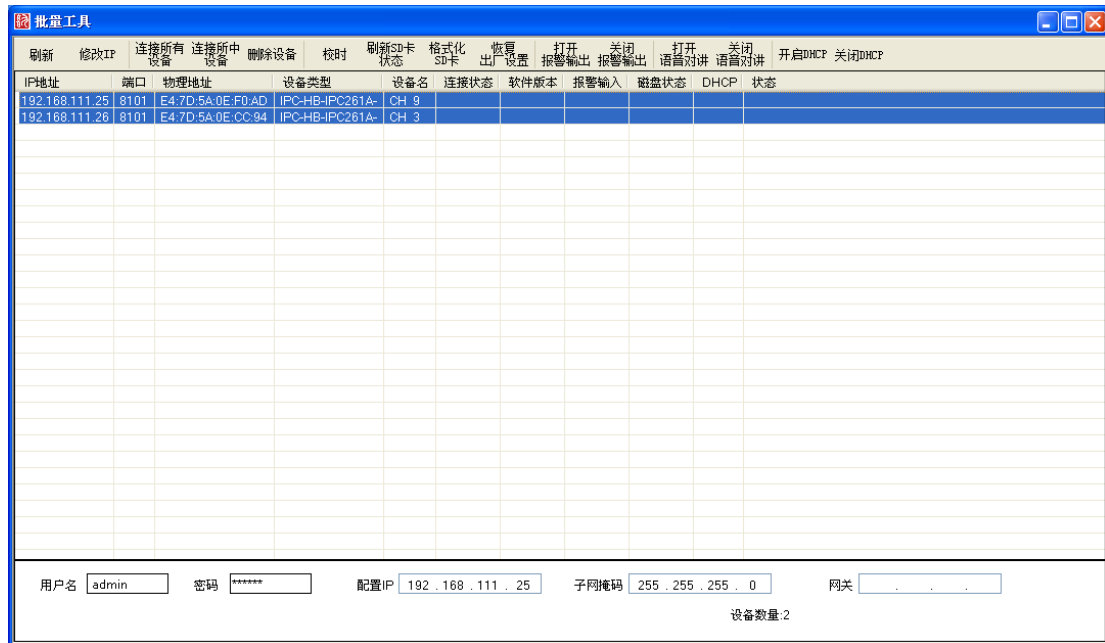 批量工具
刷新 修改IP 连接所有设备 连接所中设备 删除设备 校时 刷新SD卡状态 格式化SD卡 恢复出厂设置 打开报警输出 关闭报警输出 打开语音对讲 关闭语音对讲 开启DHCP 关闭DHCP
IP地址 端口 物理地址 设备类型 设备名 连接状态 软件版本 报警输入 磁盘状态 DHCP 状态
192.168.111.25 8101 E4:7D:5A:0E:F0:AD IPC-HB-IPC261A- CH 9
192.168.111.26 8101 E4:7D:5A:0E:CC:94 IPC-HB-IPC261A- CH 3
用户名 admin 密码 ****** 配置IP 192 . 168 . 111 . 25 子网掩码 255 . 255 . 255 . 0 网关 . . .
设备数量:2